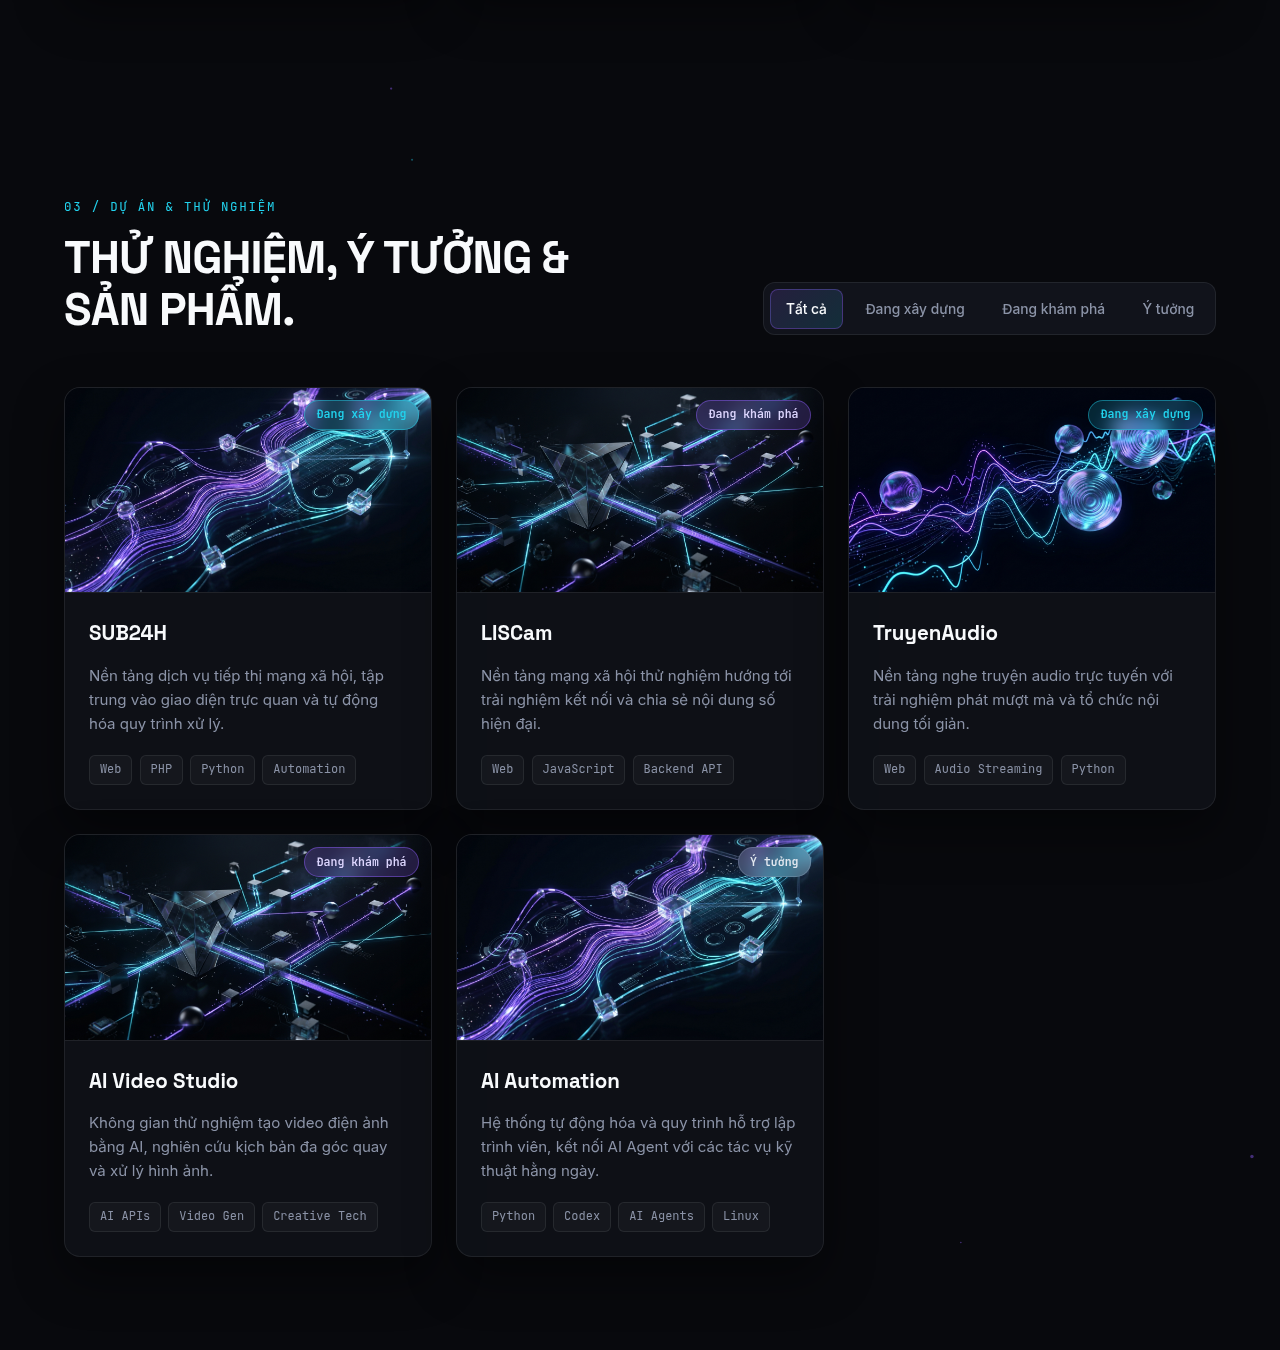 03 / DỰ ÁN & THỬ NGHIỆM
THỬ NGHIỆM, Ý TƯỞNG &
SẢN PHẨM.
Tất cả
Đang xây dựng
Đang khám phá
Ý tưởng
Đang xây dựng
SUB24H
Nền tảng dịch vụ tiếp thị mạng xã hội, tập
trung vào giao diện trực quan và tự động
hóa quy trình xử lý.
Web
PHP
Python
Automation
Đang khám phá
LISCam
Nền tảng mạng xã hội thử nghiệm hướng tới
trải nghiệm kết nối và chia sẻ nội dung số
hiện đại.
Web
JavaScript
Backend API
Đang xây dựng
TruyenAudio
Nền tảng nghe truyện audio trực tuyến với
trải nghiệm phát mượt mà và tổ chức nội
dung tối giản.
Web
Audio Streaming
Python
Đang khám phá
AI Video Studio
Không gian thử nghiệm tạo video điện ảnh
bằng AI, nghiên cứu kịch bản đa góc quay
và xử lý hình ảnh.
AI APIs
Video Gen
Creative Tech
Ý tưởng
AI Automation
Hệ thống tự động hóa và quy trình hỗ trợ lập
trình viên, kết nối AI Agent với các tác vụ kỹ
thuật hằng ngày.
Python
Codex
AI Agents
Linux